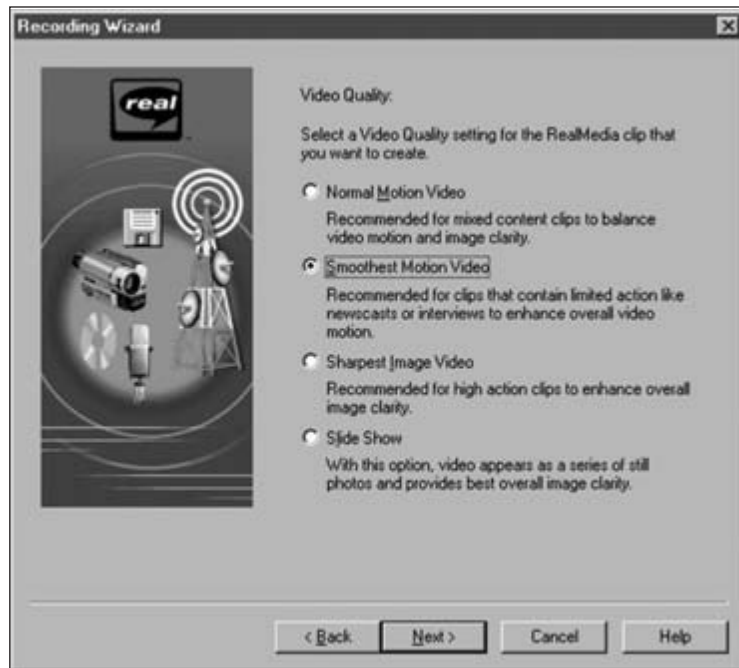 Recording Wizard
real
Video Quality:
Select a Video Quality setting for the RealMedia clip that
you want to create.
Normal Motion Video
Recommended for mixed content clips to balance
video motion and image clarity.
Smoothest Motion Video
Recommended for clips that contain limited action like
newscasts or interviews to enhance overall video
motion.
Sharpest Image Video
Recommended for high action clips to enhance overall
image clarity.
Slide Show
With this option, video appears as a series of still
photos and provides best overall image clarity.
< Back
Next >
Cancel
Help